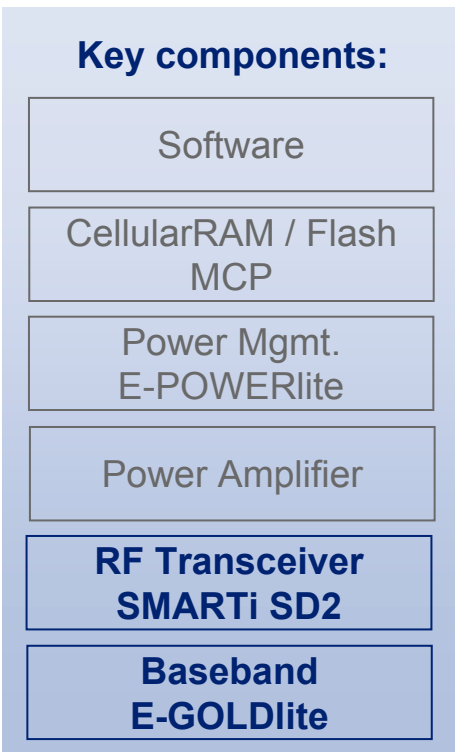 Key components:
Software
CellularRAM / Flash
MCP
Power Mgmt.
E-POWERlite
Power Amplifier
RF Transceiver
SMARTi SD2
Baseband
E-GOLDlite